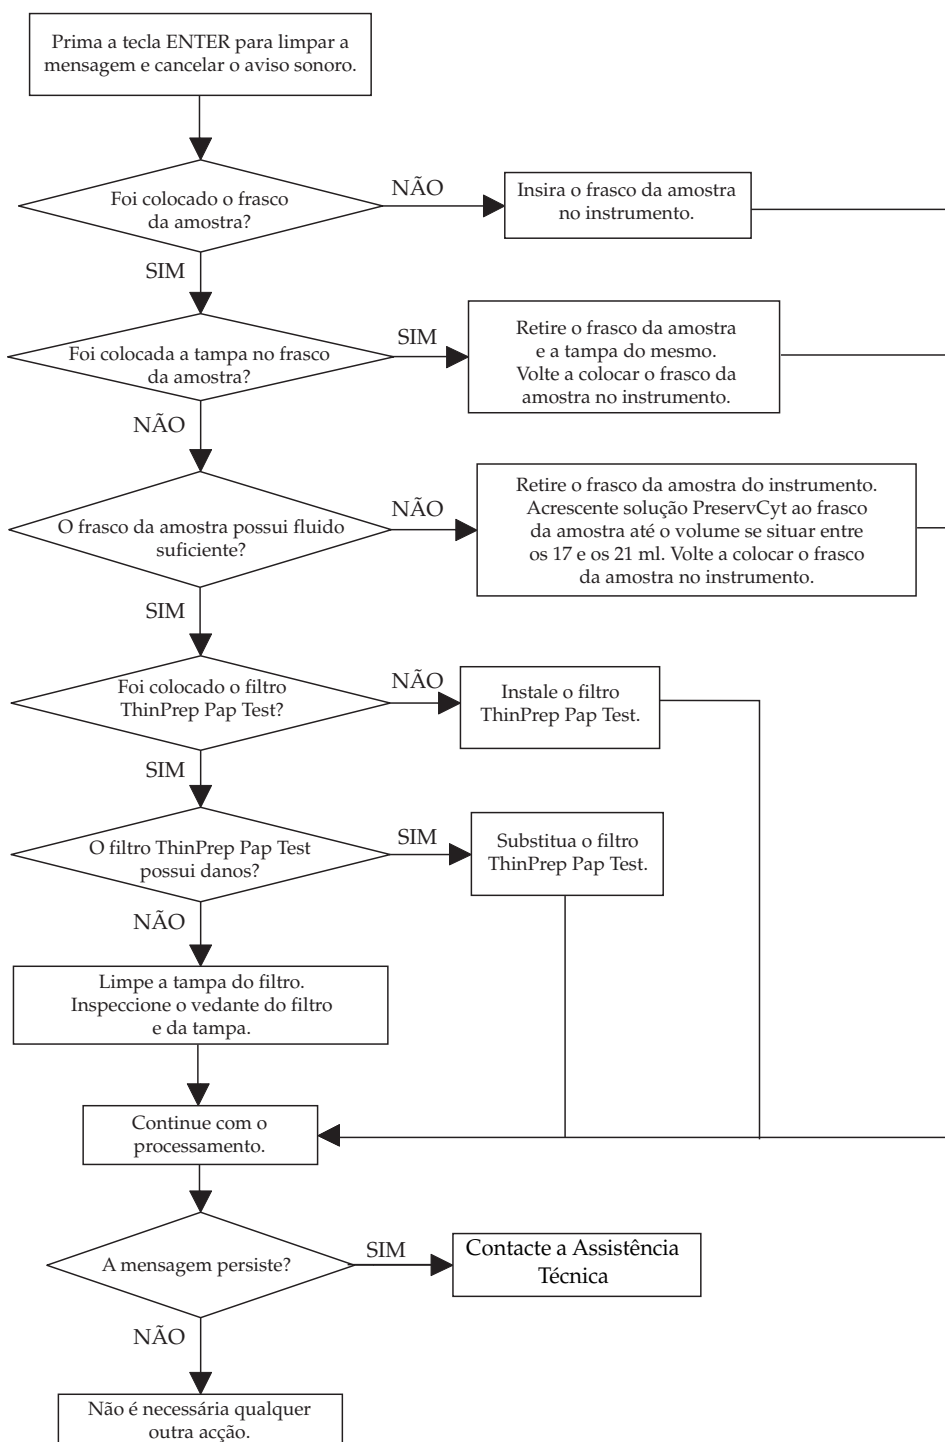 Prima a tecla ENTER para limpar a
mensagem e cancelar o aviso sonoro.
Foi colocado o frasco
da amostra?
NÃO
Insira o frasco da amostra
no instrumento.
SIM
Foi colocada a tampa no frasco
da amostra?
SIM
Retire o frasco da amostra
e a tampa do mesmo.
Volte a colocar o frasco da
amostra no instrumento.
NÃO
O frasco da amostra possui fluido
suficiente?
NÃO
Retire o frasco da amostra do instrumento.
Acrescente solução PreservCyt ao frasco
da amostra até o volume se situar entre
os 17 e os 21 ml. Volte a colocar o frasco
da amostra no instrumento.
SIM
Foi colocado o filtro
ThinPrep Pap Test?
NÃO
Instale o filtro
ThinPrep Pap Test.
SIM
O filtro ThinPrep Pap Test
possui danos?
SIM
Substitua o filtro
ThinPrep Pap Test.
NÃO
Limpe a tampa do filtro.
Inspeccione o vedante do filtro
e da tampa.
Continue com o
processamento.
A mensagem persiste?
SIM
Contacte a Assistência
Técnica
NÃO
Não é necessária qualquer
outra acção.